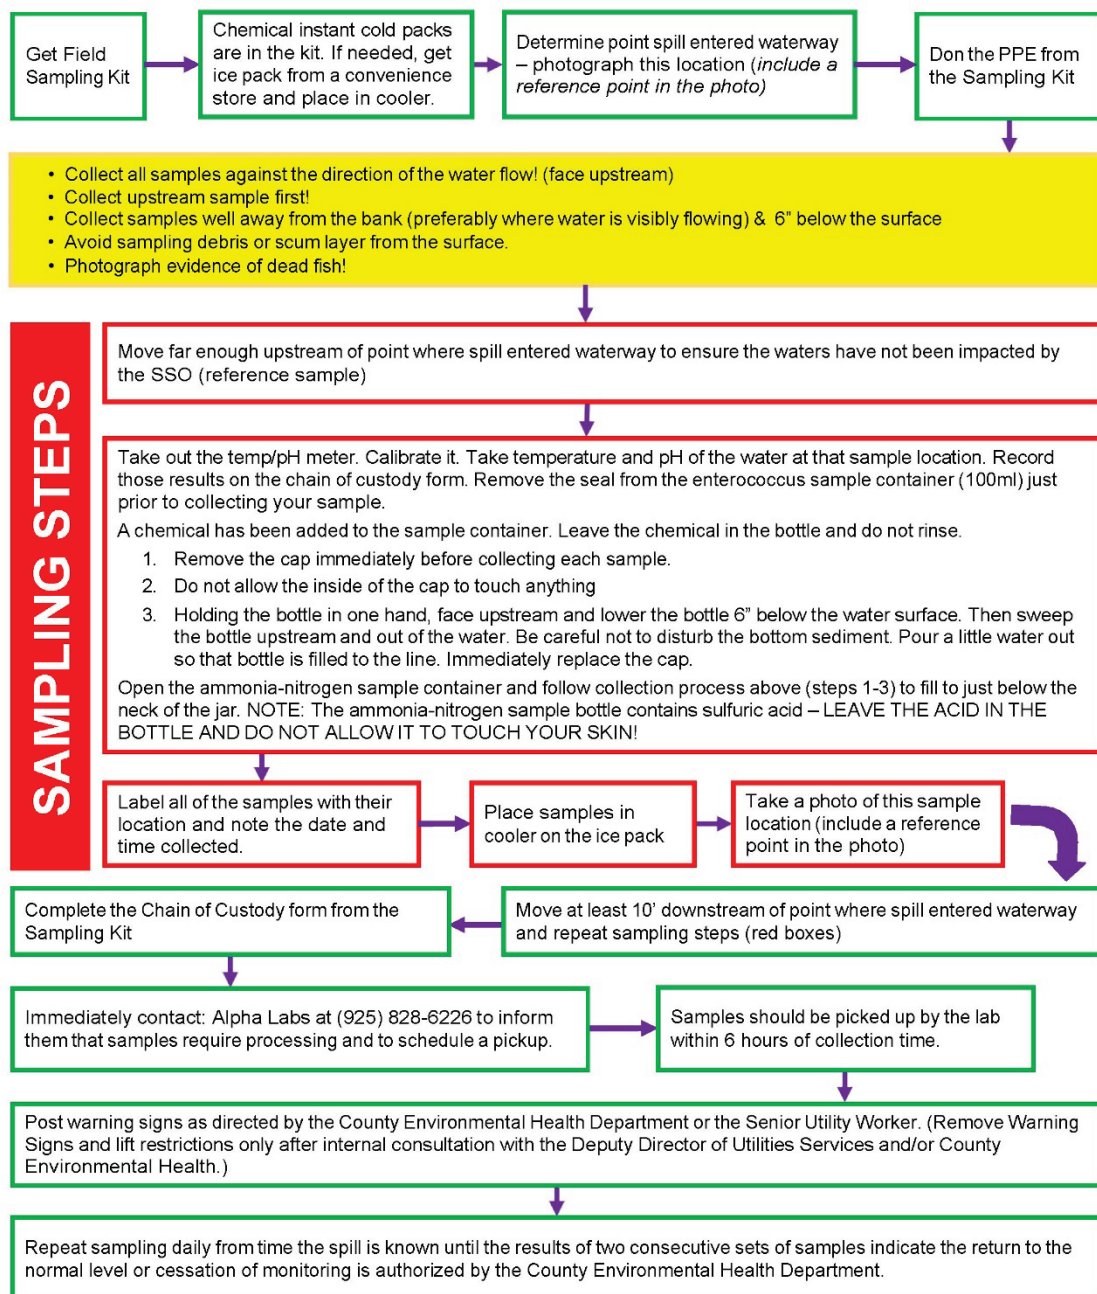 Get Field
Sampling Kit
Chemical instant cold packs
are in the kit. If needed, get
ice pack from a convenience
store and place in cooler.
Determine point spill entered waterway
– photograph this location (include a
reference point in the photo)
Don the PPE from
the Sampling Kit
• Collect all samples against the direction of the water flow! (face upstream)
• Collect upstream sample first!
• Collect samples well away from the bank (preferably where water is visibly flowing) & 6" below the surface
• Avoid sampling debris or scum layer from the surface.
• Photograph evidence of dead fish!
SAMPLING STEPS
Move far enough upstream of point where spill entered waterway to ensure the waters have not been impacted by
the SSO (reference sample)
Take out the temp/pH meter. Calibrate it. Take temperature and pH of the water at that sample location. Record
those results on the chain of custody form. Remove the seal from the enterococcus sample container (100ml) just
prior to collecting your sample.
A chemical has been added to the sample container. Leave the chemical in the bottle and do not rinse.
1. Remove the cap immediately before collecting each sample.
2. Do not allow the inside of the cap to touch anything
3. Holding the bottle in one hand, face upstream and lower the bottle 6” below the water surface. Then sweep
the bottle upstream and out of the water. Be careful not to disturb the bottom sediment. Pour a little water out
so that bottle is filled to the line. Immediately replace the cap.
Open the ammonia-nitrogen sample container and follow collection process above (steps 1-3) to fill to just below the
neck of the jar. NOTE: The ammonia-nitrogen sample bottle contains sulfuric acid – LEAVE THE ACID IN THE
BOTTLE AND DO NOT ALLOW IT TO TOUCH YOUR SKIN!
Label all of the samples with their
location and note the date and
time collected.
Place samples in
cooler on the ice pack
Take a photo of this sample
location (include a reference
point in the photo)
Move at least 10’ downstream of point where spill entered waterway
and repeat sampling steps (red boxes)
Complete the Chain of Custody form from the
Sampling Kit
Immediately contact: Alpha Labs at (925) 828-6226 to inform
them that samples require processing and to schedule a pickup.
Samples should be picked up by the lab
within 6 hours of collection time.
Post warning signs as directed by the County Environmental Health Department or the Senior Utility Worker. (Remove Warning
Signs and lift restrictions only after internal consultation with the Deputy Director of Utilities Services and/or County
Environmental Health.)
Repeat sampling daily from time the spill is known until the results of two consecutive sets of samples indicate the return to the
normal level or cessation of monitoring is authorized by the County Environmental Health Department.